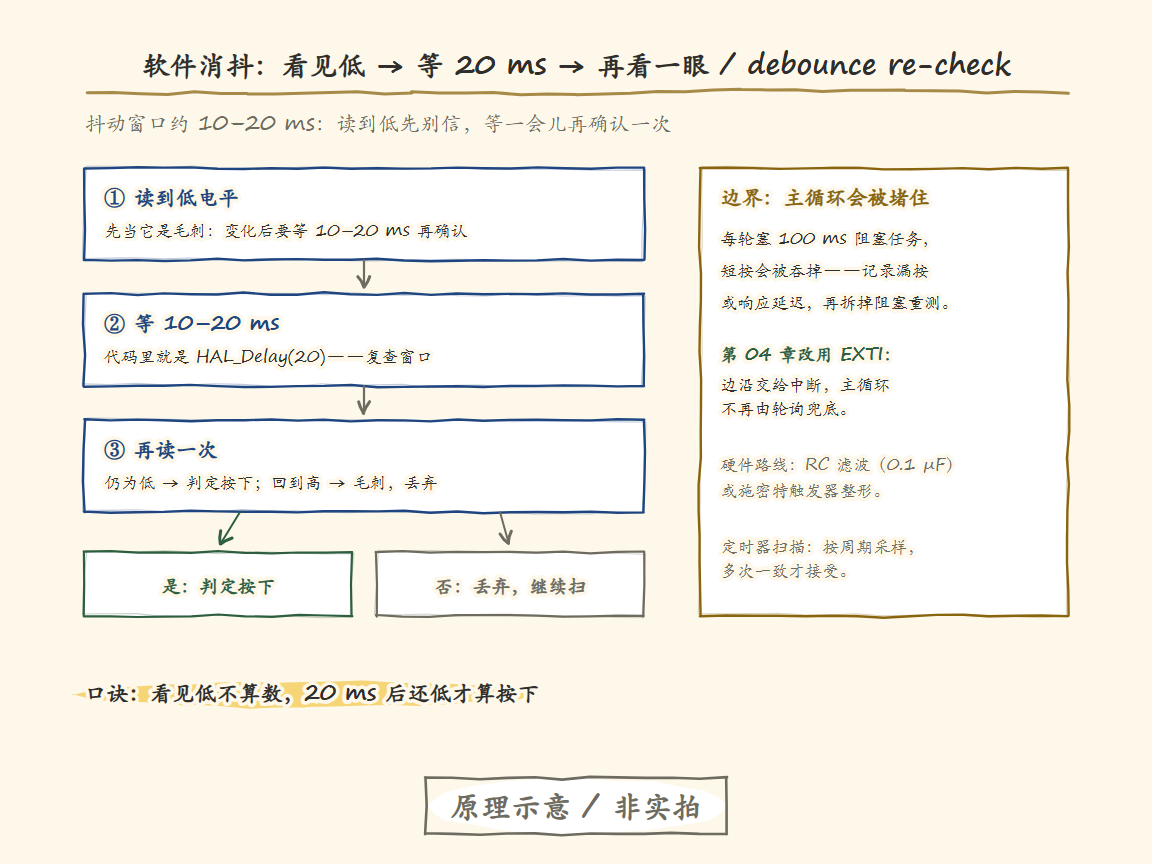 软件消抖：看见低 → 等 20 ms → 再看一眼 / debounce re-check
抖动窗口约 10–20 ms：读到低先别信，等一会儿再确认一次
① 读到低电平
先当它是毛刺：变化后要等 10–20 ms 再确认
② 等 10–20 ms
代码里就是 HAL_Delay(20)——复查窗口
③ 再读一次
仍为低 → 判定按下；回到高 → 毛刺，丢弃
是：判定按下
否：丢弃，继续扫
边界：主循环会被堵住
每轮塞 100 ms 阻塞任务，
短按会被吞掉——记录漏按
或响应延迟，再拆掉阻塞重测。
第 04 章改用 EXTI：
边沿交给中断，主循环
不再由轮询兜底。
硬件路线：RC 滤波（0.1 μF）
或施密特触发器整形。
定时器扫描：按周期采样，
多次一致才接受。
口诀：看见低不算数，20 ms 后还低才算按下
原理示意 / 非实拍